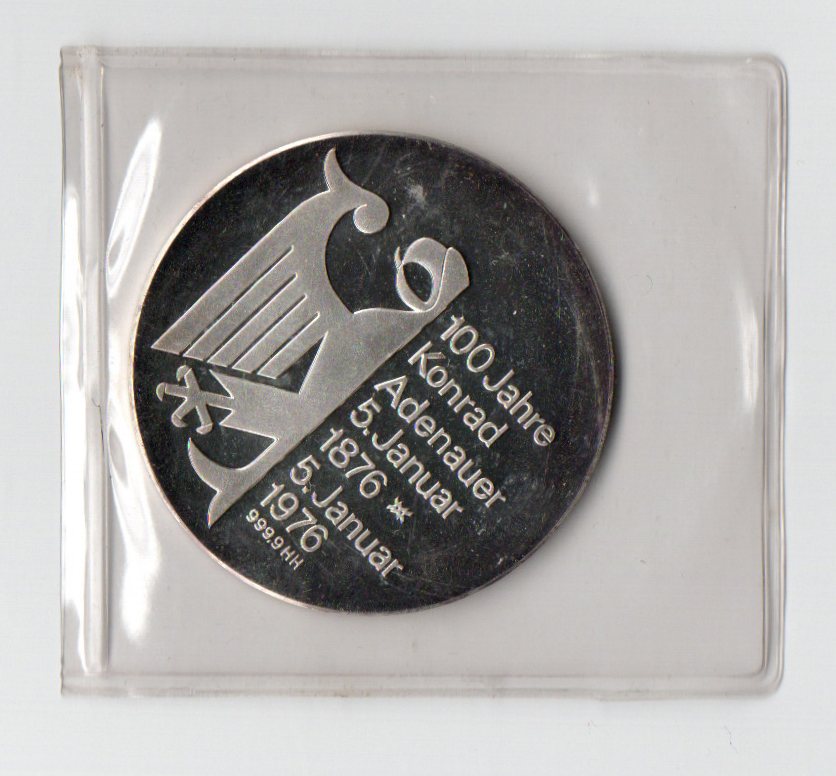 100 Jahre
Konrad
Adenauer
5. Januar
1876
5. Januar
1976
999.9 HH